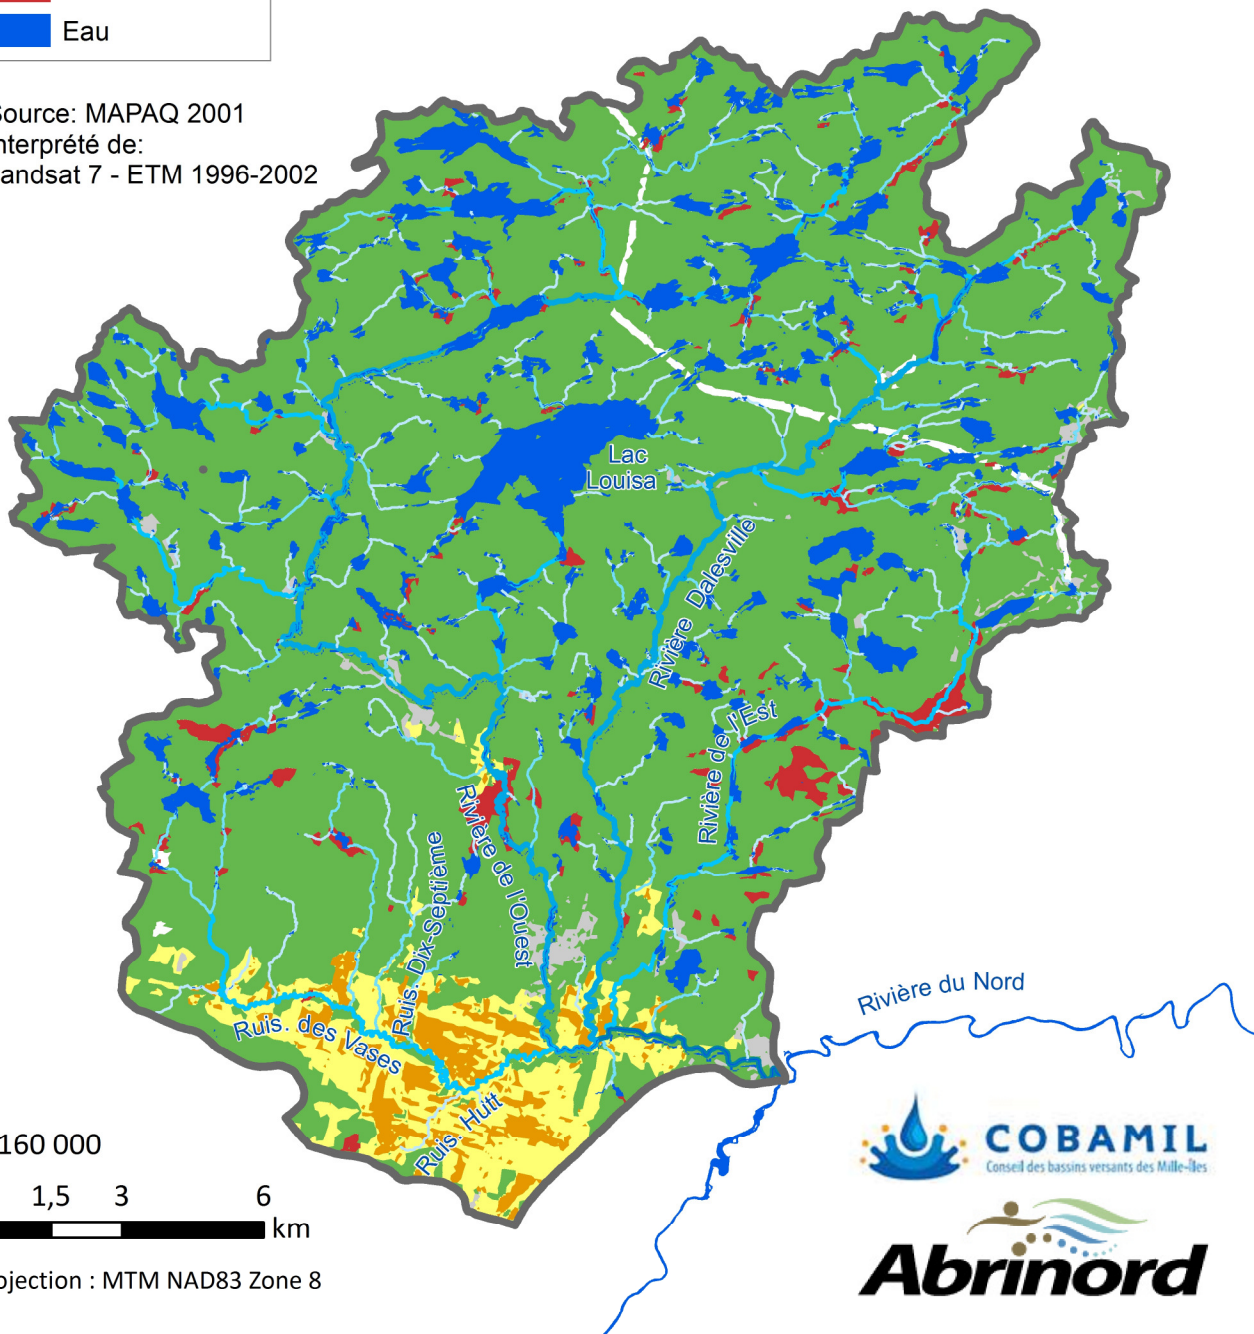 Eau
Source: MAPAQ 2001
nterprété de:
andsat 7 - ETM 1996-2002
Lac
Louisa
Rivière Dalesville
Rivière de l'Est
Rivière de l'Ouest
Ruis. Dix-Septième
Ruis. des Vases
Ruis. Hutt
Rivière du Nord
160 000
1,5 3 6
km
ojection : MTM NAD83 Zone 8
COBAMIL
Conseil des bassins versants des Mille-Îles
Abrinord